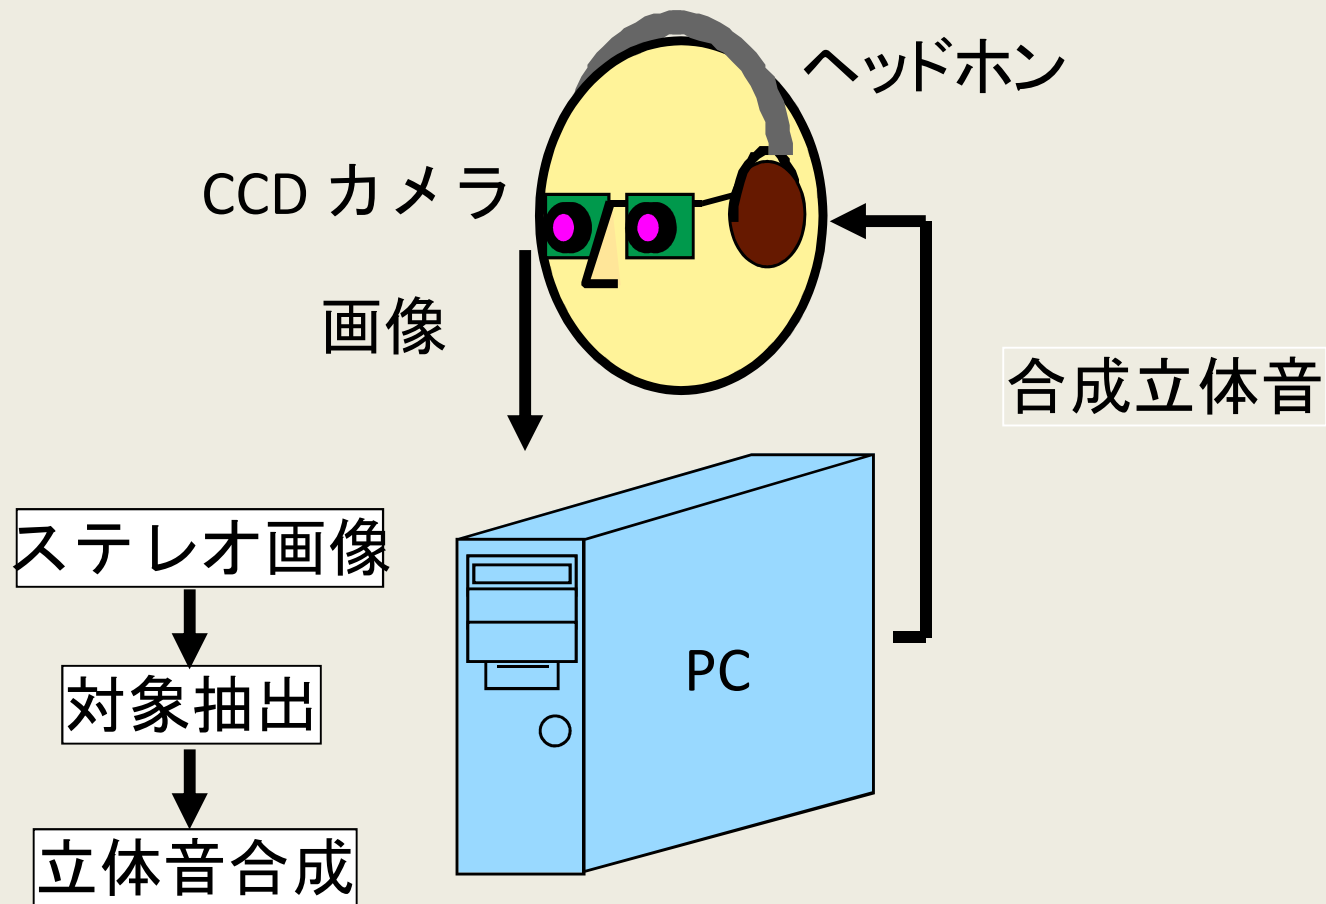 ヘッドホン
CCD カメラ
画像
合成立体音
ステレオ画像
対象抽出
立体音合成
PC